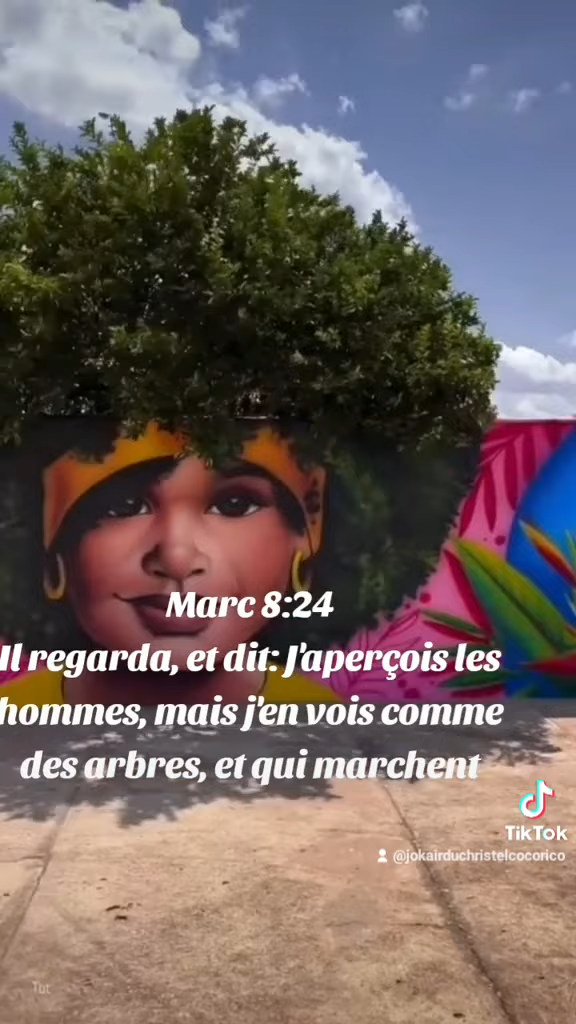 Marc 8:24
Il regarda, et dit: J'aperçois les
hommes, mais j'en vois comme
des arbres, et qui marchent
TikTok
@jokairduchristelcocorico
Tut